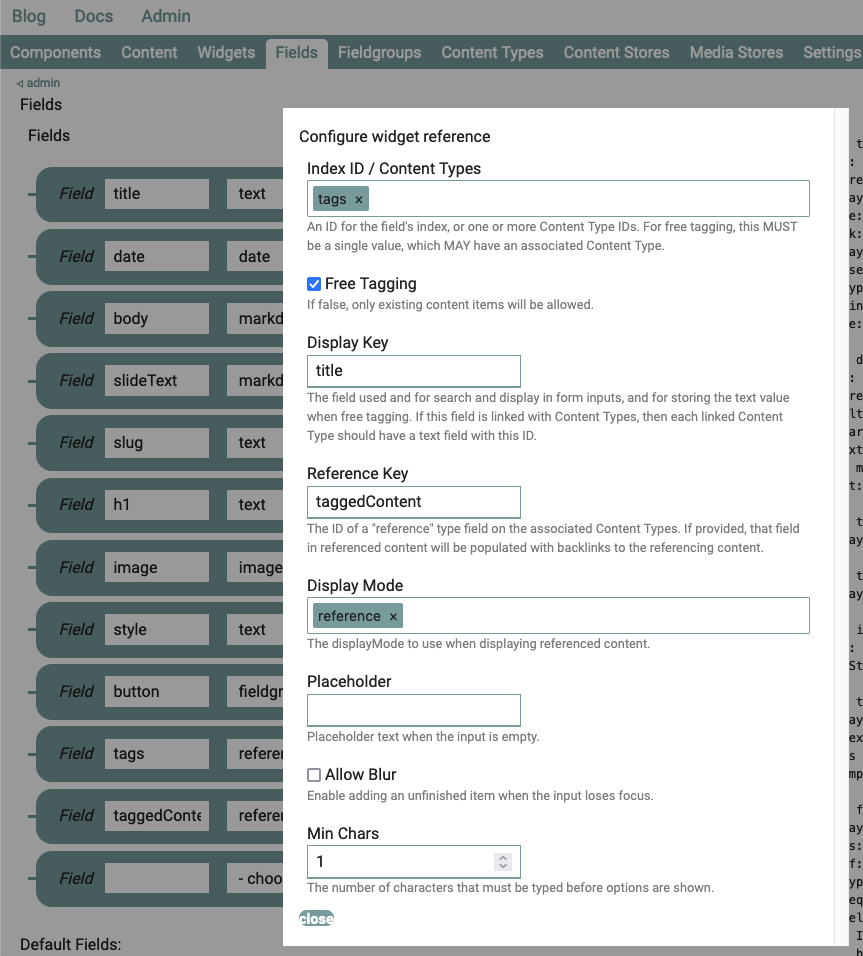 Blog Docs Admin
Components Content Widgets Fields Fieldgroups Content Types Content Stores Media Stores Settings
◃ admin
Fields
Fields
Field title text
Field date date
Field body markd
Field slideText markd
Field slug text
Field h1 text
Field image image
Field style text
Field button fieldgr
Field tags refere
Field taggedConte refere
Field - choo
Default Fields:
Configure widget reference
Index ID / Content Types
tags ×
An ID for the field's index, or one or more Content Type IDs. For free tagging, this MUST
be a single value, which MAY have an associated Content Type.
Free Tagging
If false, only existing content items will be allowed.
Display Key
title
The field used and for search and display in form inputs, and for storing the text value
when free tagging. If this field is linked with Content Types, then each linked Content
Type should have a text field with this ID.
Reference Key
taggedContent
The ID of a "reference" type field on the associated Content Types. If provided, that field
in referenced content will be populated with backlinks to the referencing content.
Display Mode
reference ×
The displayMode to use when displaying referenced content.
Placeholder
Placeholder text when the input is empty.
Allow Blur
Enable adding an unfinished item when the input loses focus.
Min Chars
1
The number of characters that must be typed before options are shown.
close